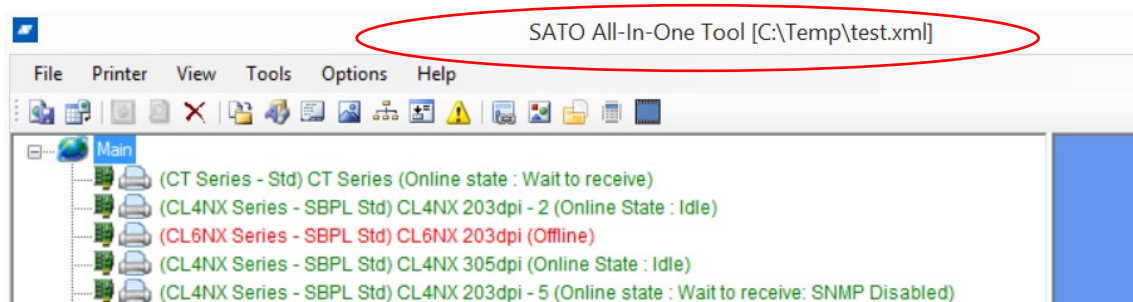 SATO All-In-One Tool [C:\Temp\test.xml]
File Printer View Tools Options Help
Main
(CT Series - Std) CT Series (Online state : Wait to receive)
(CL4NX Series - SBPL Std) CL4NX 203dpi - 2 (Online State : Idle)
(CL6NX Series - SBPL Std) CL6NX 203dpi (Offline)
(CL4NX Series - SBPL Std) CL4NX 305dpi (Online State : Idle)
(CL4NX Series - SBPL Std) CL4NX 203dpi - 5 (Online state : Wait to receive: SNMP Disabled)